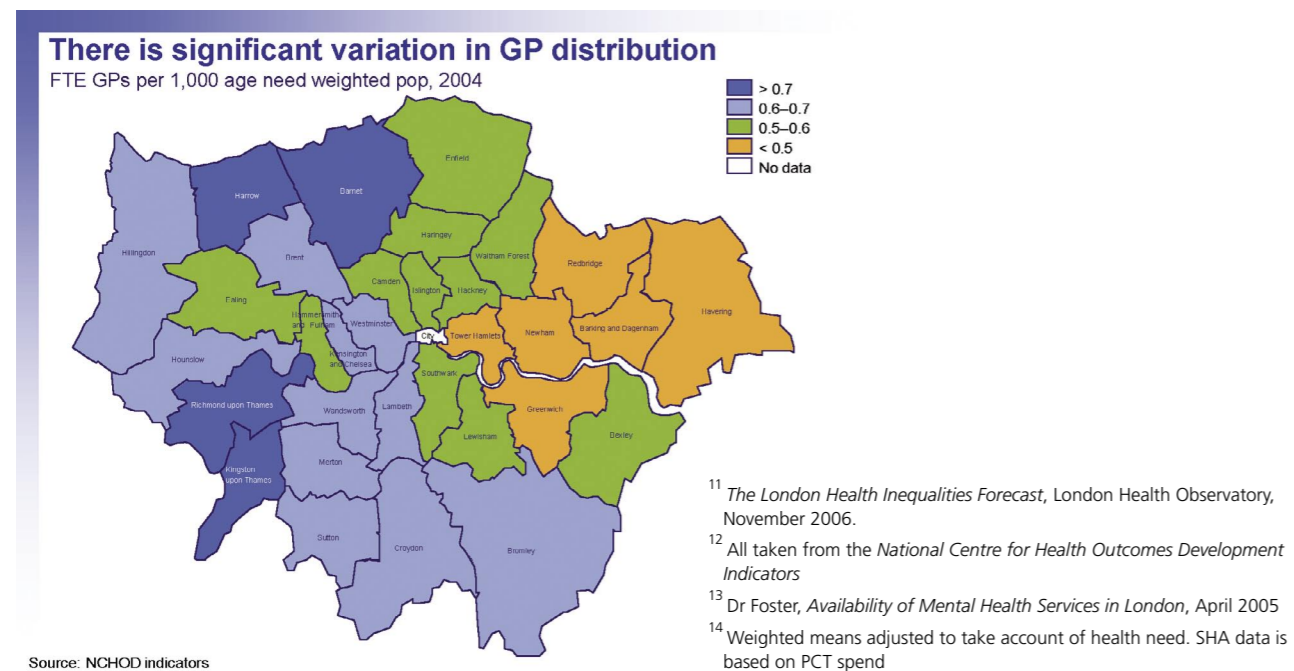 There is significant variation in GP distribution
FTE GPs per 1,000 age need weighted pop, 2004
> 0.7
0.6–0.7
0.5–0.6
< 0.5
No data
Enfield
Harrow
Barnet
Haringey
Hillingdon
Brent
Waltham Forest
Redbridge
Camden
Islington
Hackney
Ealing
Havering
Hammersmith
and Fulham
Westminster
City
Tower Hamlets
Newham
Barking and Dagenham
Hounslow
Kensington
and Chelsea
Southwark
Richmond upon Thames
Wandsworth
Lambeth
Greenwich
Lewisham
Bexley
Merton
Kingston
upon Thames
Sutton
Croydon
Bromley
Source: NCHOD indicators
11 The London Health Inequalities Forecast, London Health Observatory,
November 2006.
12 All taken from the National Centre for Health Outcomes Development
Indicators
13 Dr Foster, Availability of Mental Health Services in London, April 2005
14 Weighted means adjusted to take account of health need. SHA data is
based on PCT spend